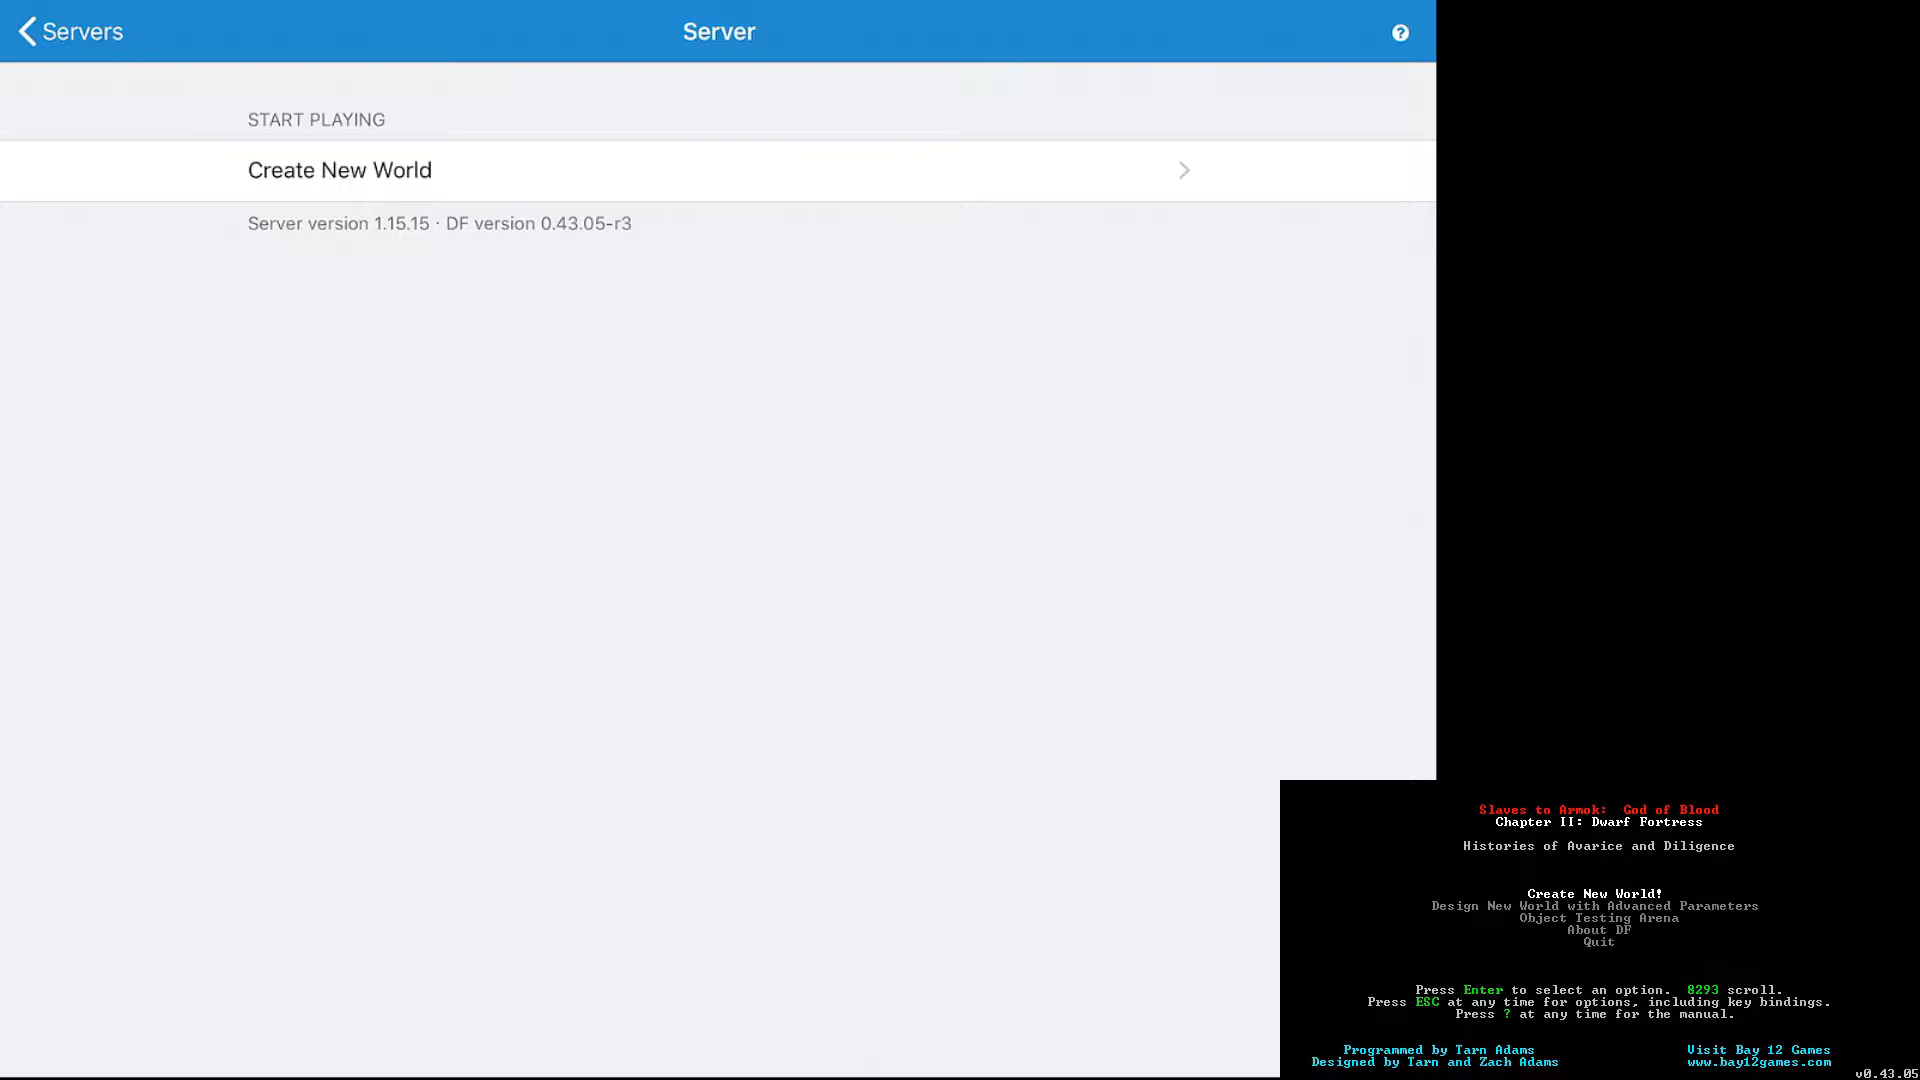 Servers
Server
?
START PLAYING
Create New World
Server version 1.15.15 · DF version 0.43.05-r3
Slaves to Armok: God of Blood
Chapter II: Dwarf Fortress
Histories of Avarice and Diligence
Create New World!
Design New World with Advanced Parameters
Object Testing Arena
About DF
Quit
Press Enter to select an option. 8293 scroll.
Press ESC at any time for options, including key bindings.
Press ? at any time for the manual.
Programmed by Tarn Adams
Designed by Tarn and Zach Adams
Visit Bay 12 Games
www.bay12games.com
v0.43.05